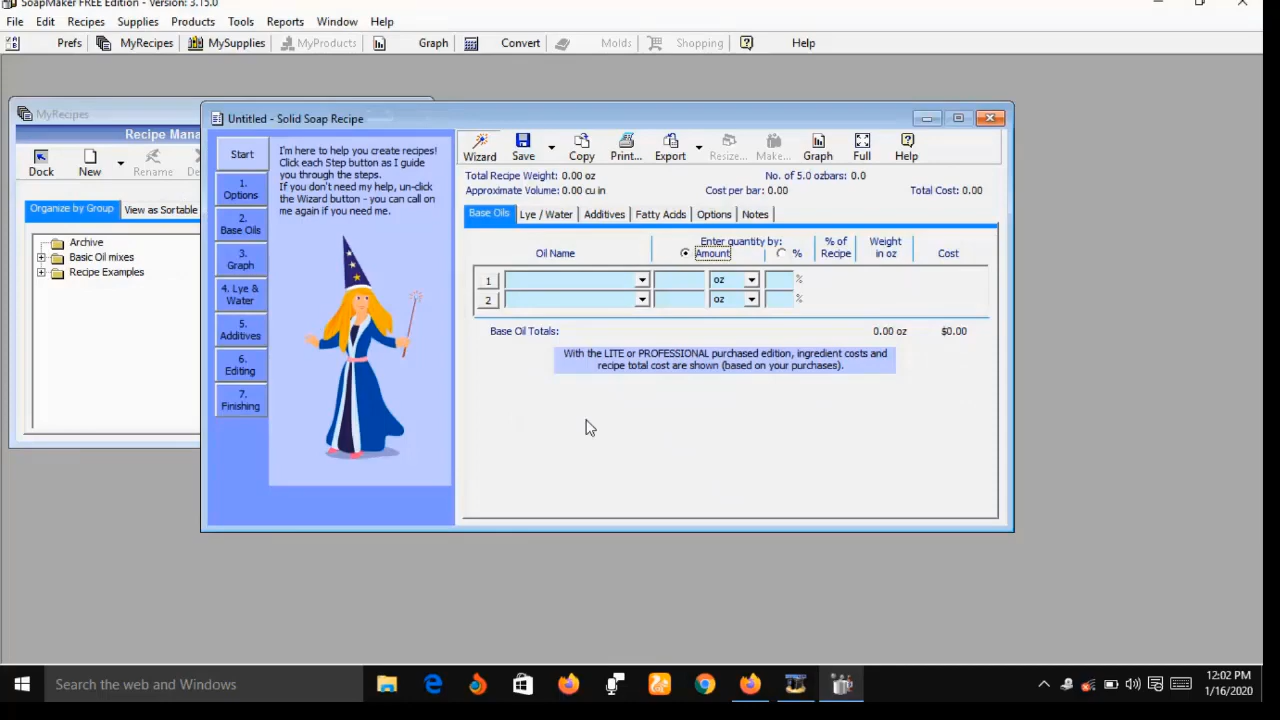 SoapMaker FREE Edition - Version: 3.15.0
File Edit Recipes Supplies Products Tools Reports Window Help
Prefs MyRecipes MySupplies MyProducts Graph Convert Molds Shopping Help
MyRecipes
Recipe Mana
Dock New Rename De
Organize by Group View as Sortable
Archive
Basic Oil mixes
Recipe Examples
Untitled - Solid Soap Recipe
Start
1. Options
2. Base Oils
3. Graph
4. Lye & Water
5. Additives
6. Editing
7. Finishing
I'm here to help you create recipes!
Click each Step button as I guide
you through the steps.
If you don't need my help, un-click
the Wizard button - you can call on
me again if you need me.
Wizard Save Copy Print... Export Resize... Make... Graph Full Help
Total Recipe Weight: 0.00 oz No. of 5.0 ozbars: 0.0
Approximate Volume: 0.00 cu in Cost per bar: 0.00 Total Cost: 0.00
Base Oils Lye / Water Additives Fatty Acids Options Notes
Enter quantity by: % of Weight
Oil Name Amount % Recipe in oz Cost
1 oz %
2 oz %
Base Oil Totals: 0.00 oz $0.00
With the LITE or PROFESSIONAL purchased edition, ingredient costs and
recipe total cost are shown (based on your purchases).
Search the web and Windows
12:02 PM
1/16/2020